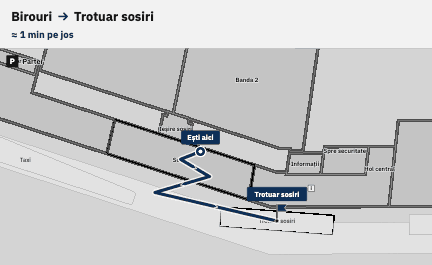 Birouri → Trotuar sosiri
≈ 1 min pe jos
P Parter
Banda 2
Ieșire sosiri
Ești aici
Taxi
Spre securitate
Informații
Hol central
Trotuar sosiri
sosiri